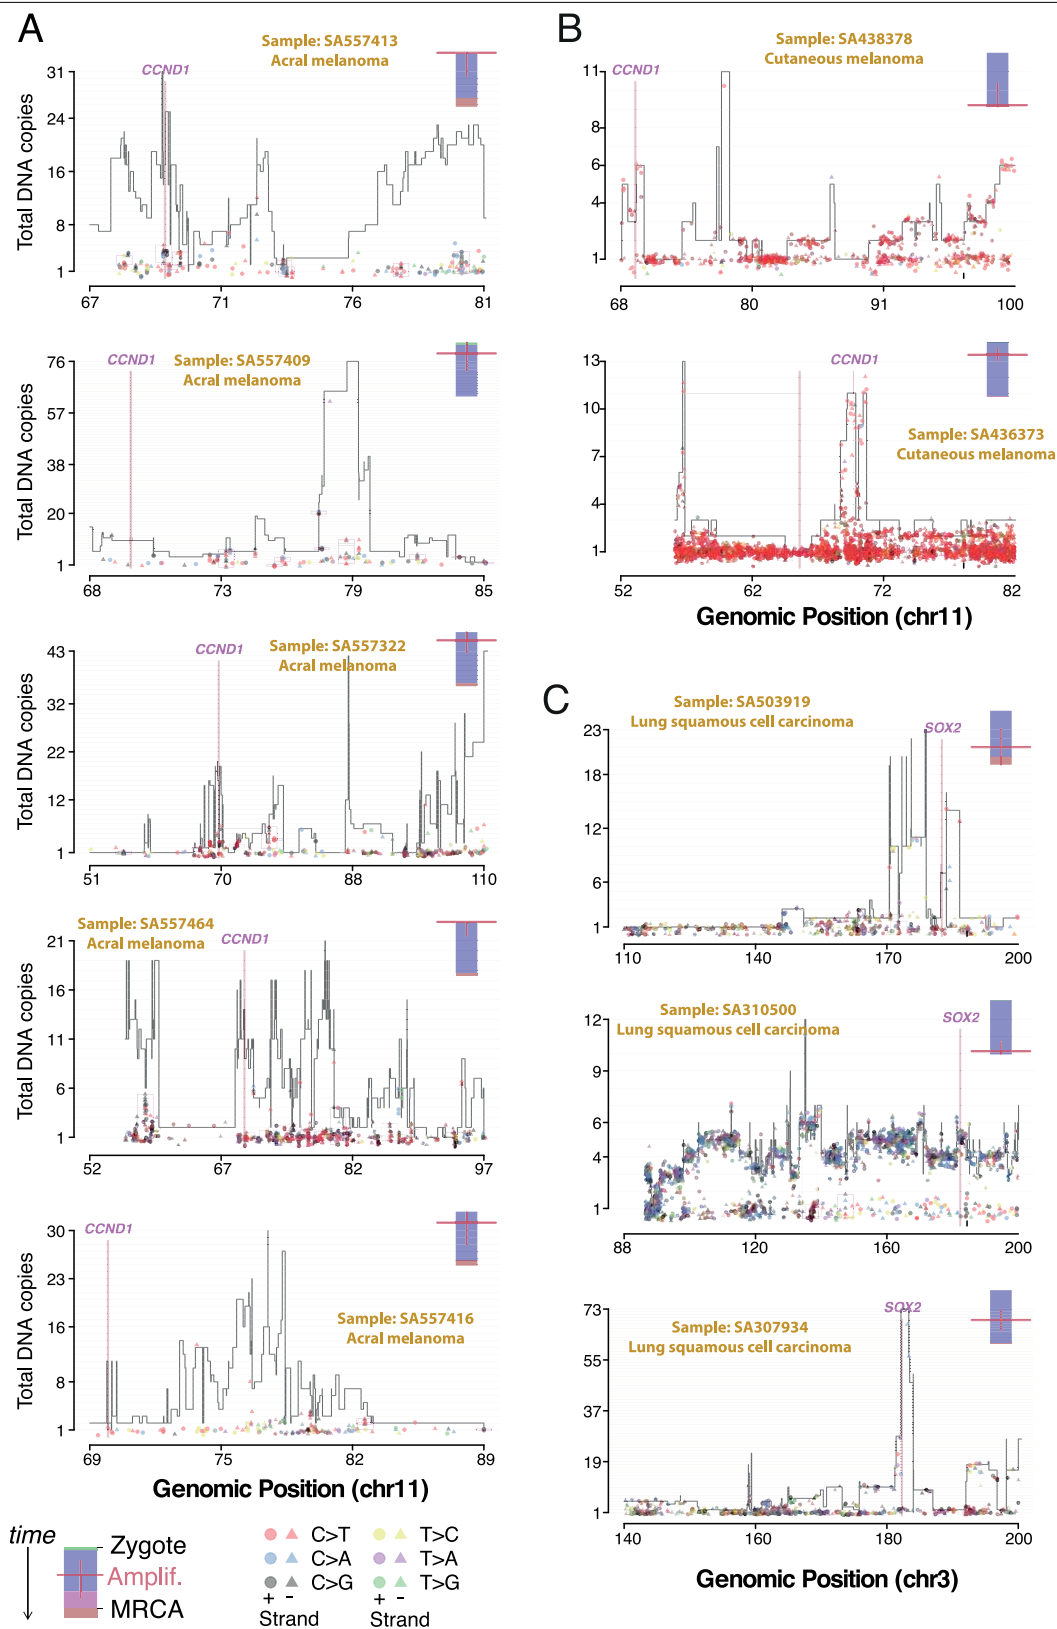 A
Sample: SA557413
Acral melanoma
CCND1
Total DNA copies
31
24
16
8
1
67
71
76
81
Sample: SA557409
Acral melanoma
CCND1
Total DNA copies
76
57
38
20
1
68
73
79
85
Sample: SA557322
Acral melanoma
CCND1
Total DNA copies
43
32
22
12
1
51
70
88
110
Sample: SA557464
Acral melanoma
CCND1
Total DNA copies
21
16
11
6
1
52
67
82
97
CCND1
Sample: SA557416
Acral melanoma
Total DNA copies
30
23
16
8
1
69
75
82
89
Genomic Position (chr11)
B
Sample: SA438378
Cutaneous melanoma
CCND1
11
8
6
4
1
68
80
91
100
CCND1
Sample: SA436373
Cutaneous melanoma
13
10
7
4
1
52
62
72
82
Genomic Position (chr11)
C
Sample: SA503919
Lung squamous cell carcinoma
SOX2
23
18
12
6
1
110
140
170
200
Sample: SA310500
Lung squamous cell carcinoma
SOX2
12
9
6
4
1
88
120
160
200
SOX2
Sample: SA307934
Lung squamous cell carcinoma
73
55
37
19
1
140
160
180
200
Genomic Position (chr3)
time
Zygote
Amplif.
MRCA
C>T
C>A
C>G
+ -
Strand
T>C
T>A
T>G
+ -
Strand